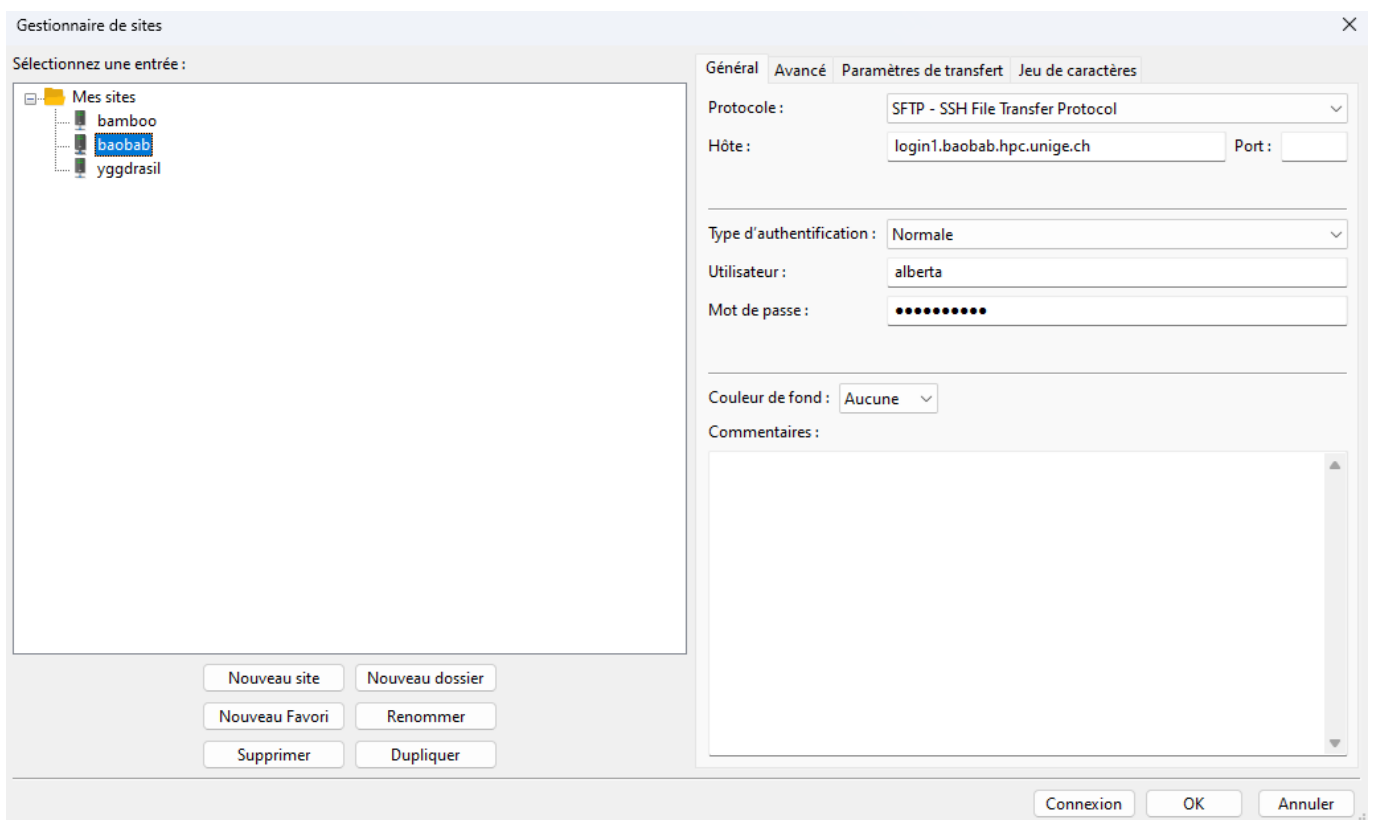 Gestionnaire de sites
Sélectionnez une entrée :
Mes sites
bamboo
baobab
yggdrasil
Nouveau site Nouveau dossier
Nouveau Favori Renommer
Supprimer Dupliquer
Général Avancé Paramètres de transfert Jeu de caractères
Protocole : SFTP - SSH File Transfer Protocol
Hôte : login1.baobab.hpc.unige.ch Port :
Type d'authentification : Normale
Utilisateur : alberta
Mot de passe : ●●●●●●●●●●
Couleur de fond : Aucune
Commentaires :
Connexion OK Annuler